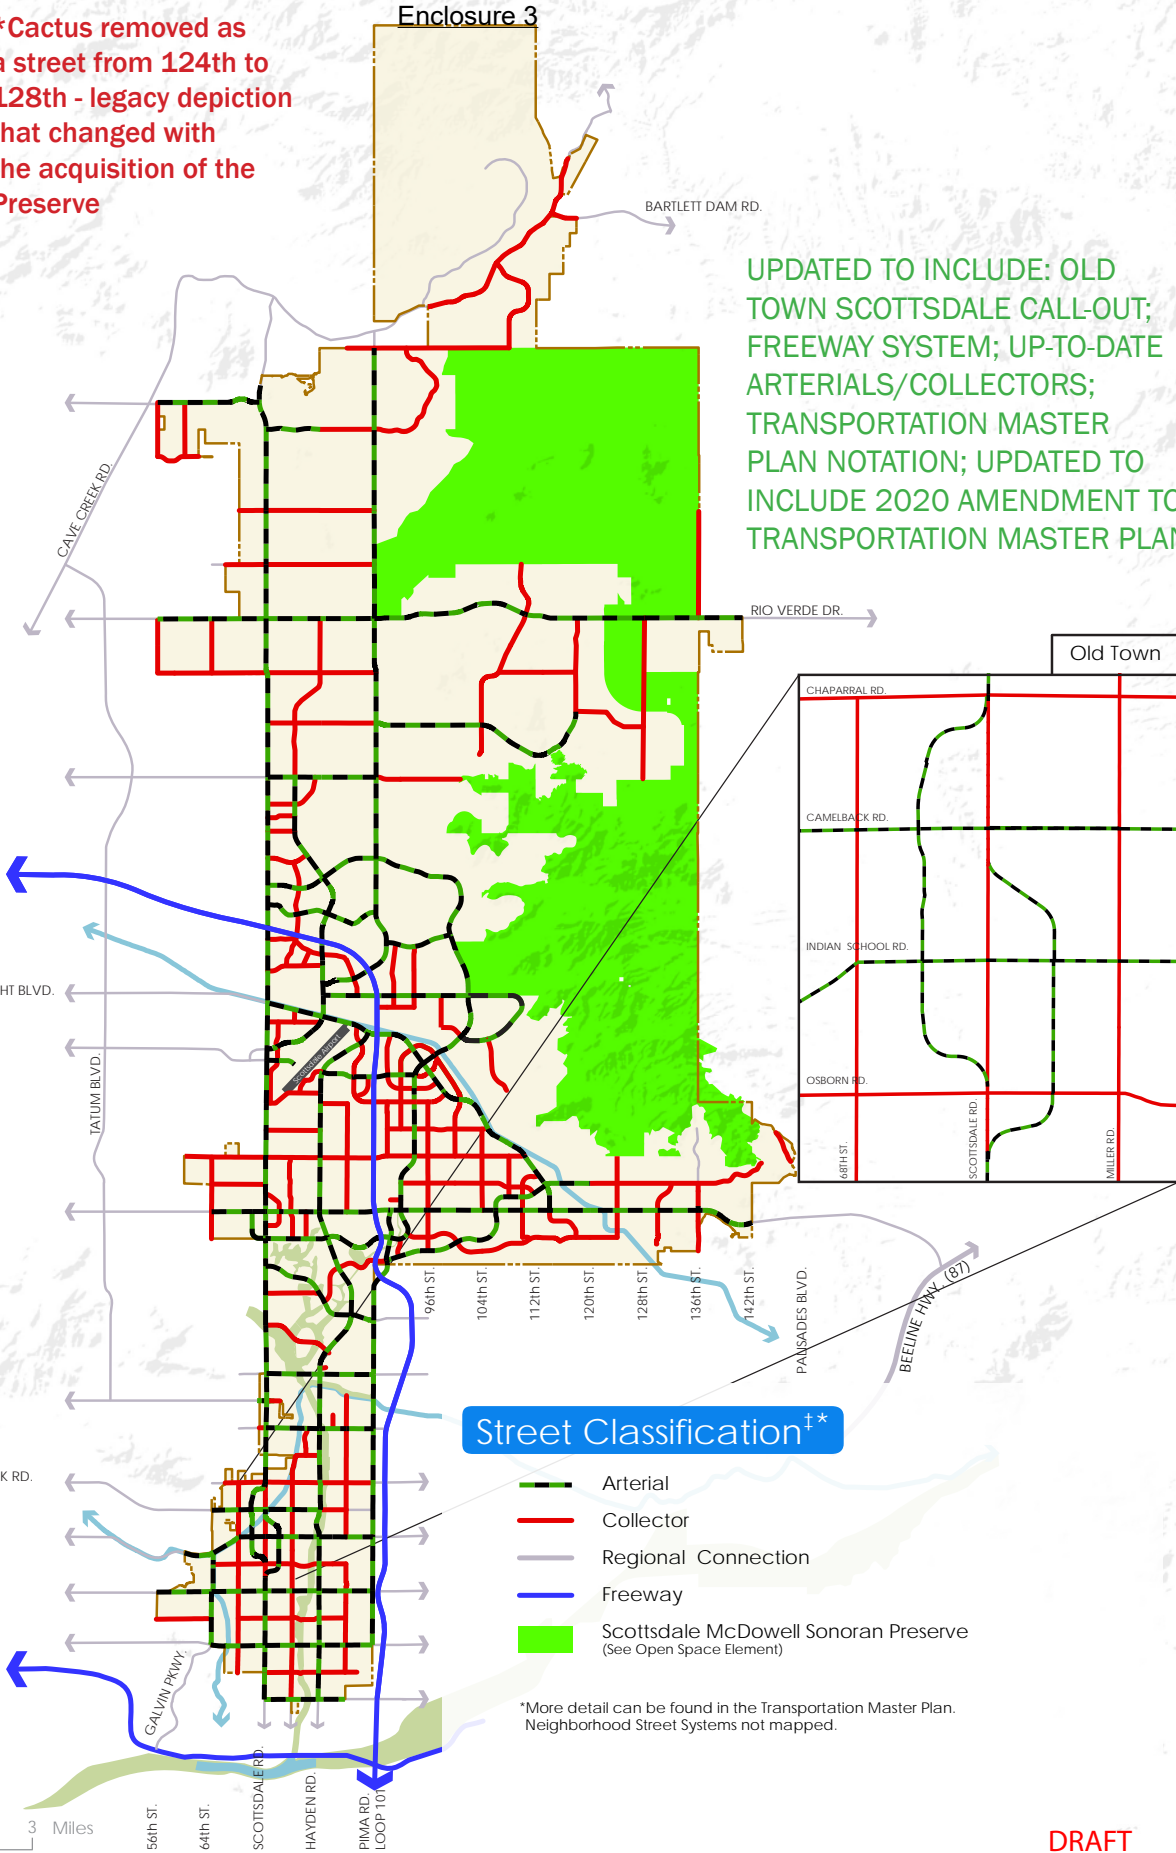 Enclosure 3
*Cactus removed as
a street from 124th to
128th - legacy depiction
that changed with
the acquisition of the
Preserve
BARTLETT DAM RD.
UPDATED TO INCLUDE: OLD
TOWN SCOTTSDALE CALL-OUT;
FREEWAY SYSTEM; UP-TO-DATE
ARTERIALS/COLLECTORS;
TRANSPORTATION MASTER
PLAN NOTATION; UPDATED TO
INCLUDE 2020 AMENDMENT TO
TRANSPORTATION MASTER PLAN
CAVE CREEK RD.
RIO VERDE DR.
Old Town
CHAPARRAL RD.
CAMELBACK RD.
INDIAN SCHOOL RD.
OSBORN RD.
68TH ST.
SCOTTSDALE RD.
MILLER RD.
HT BLVD.
TATUM BLVD.
Scottsdale Airport
96th ST.
104th ST.
112th ST.
120th ST.
128th ST.
136th ST.
142th ST.
PALISADES BLVD.
BEELINE HWY. (87)
K RD.
Street Classification‡*
Arterial
Collector
Regional Connection
Freeway
Scottsdale McDowell Sonoran Preserve
(See Open Space Element)
*More detail can be found in the Transportation Master Plan.
Neighborhood Street Systems not mapped.
GALVIN PKWY.
56th ST.
64th ST.
SCOTTSDALE RD.
HAYDEN RD.
PIMA RD.
LOOP 101
3 Miles
DRAFT